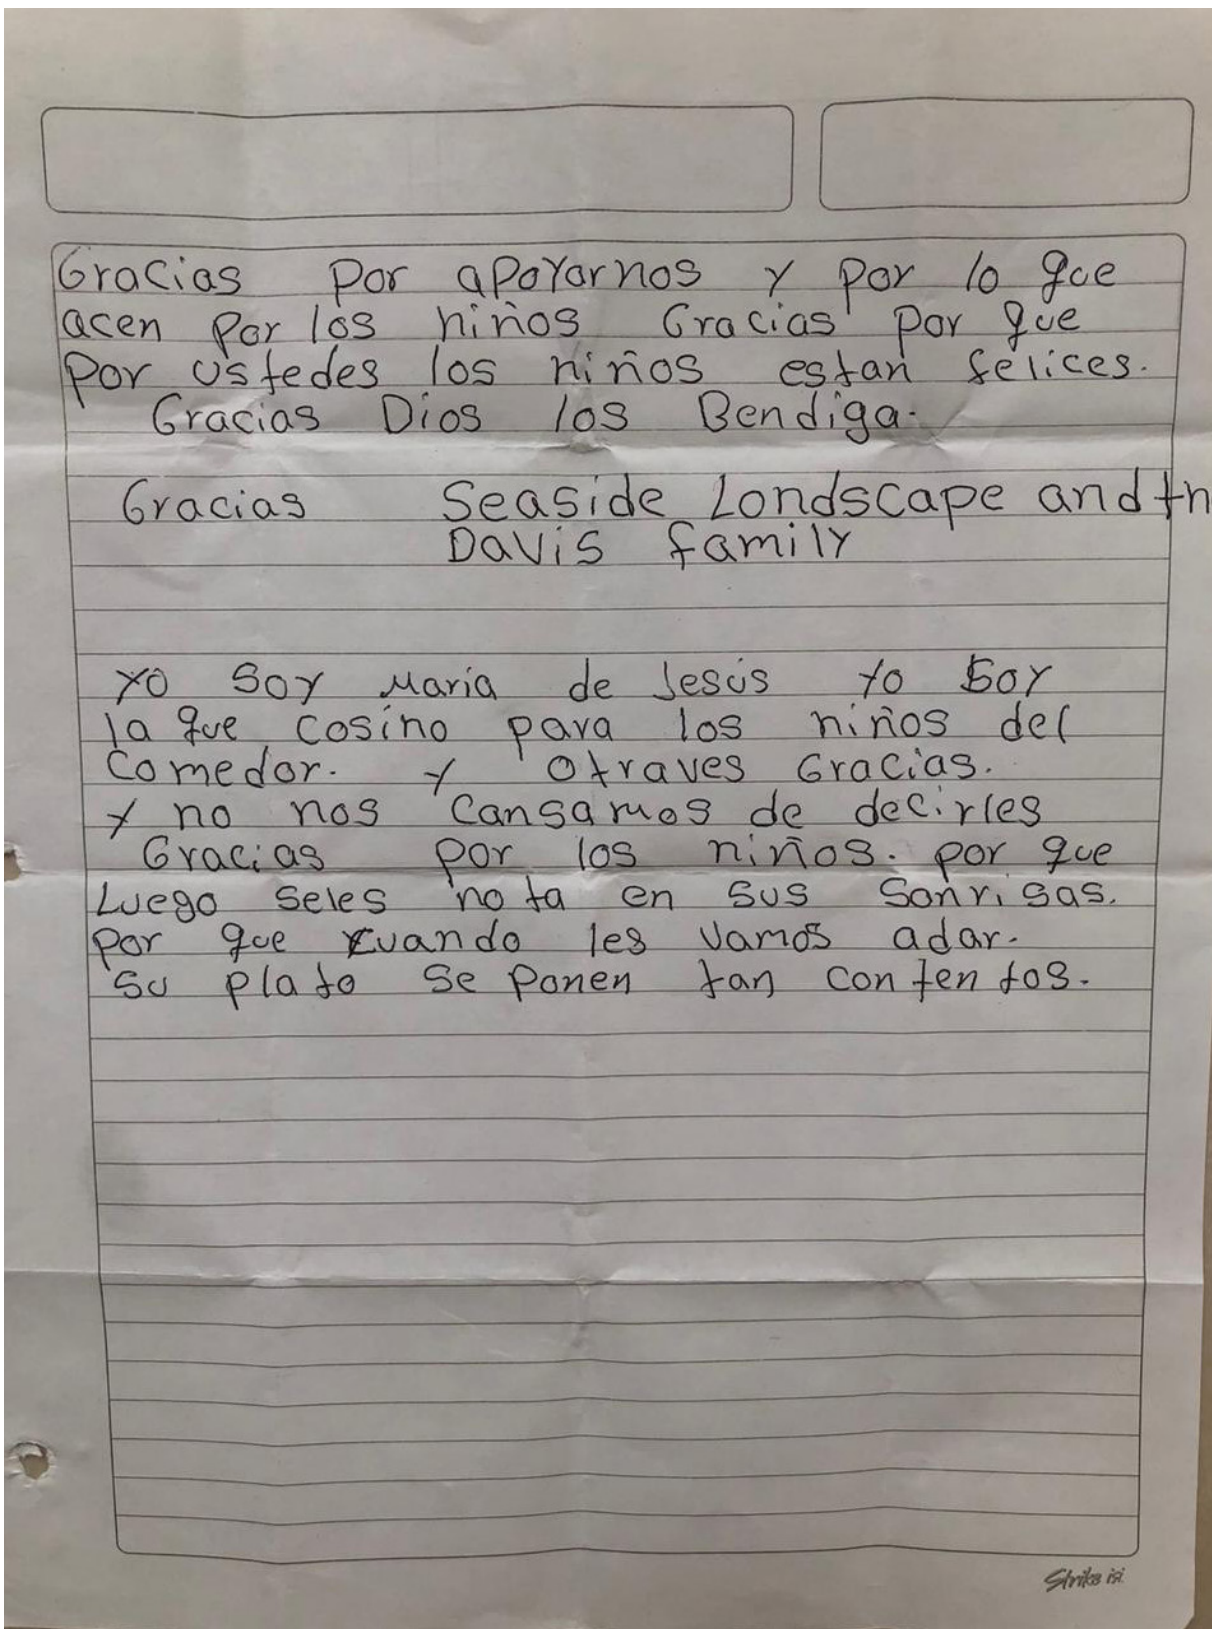 Gracias Por apoyarnos y por lo que
acen Por los niños Gracias por que
Por ustedes los niños estan felices.
Gracias Dios los Bendiga.
Gracias Seaside Londscape and th
Davis family
Yo Soy Maria de Jesús Yo Soy
la que cosino para los niños del
Comedor. y otraves Gracias.
y no nos Cansamos de decirles
Gracias por los niños. por que
Luego seles nota en sus Sonrisas.
por que cuando les vamos adar.
su plato se ponen tan contentos.